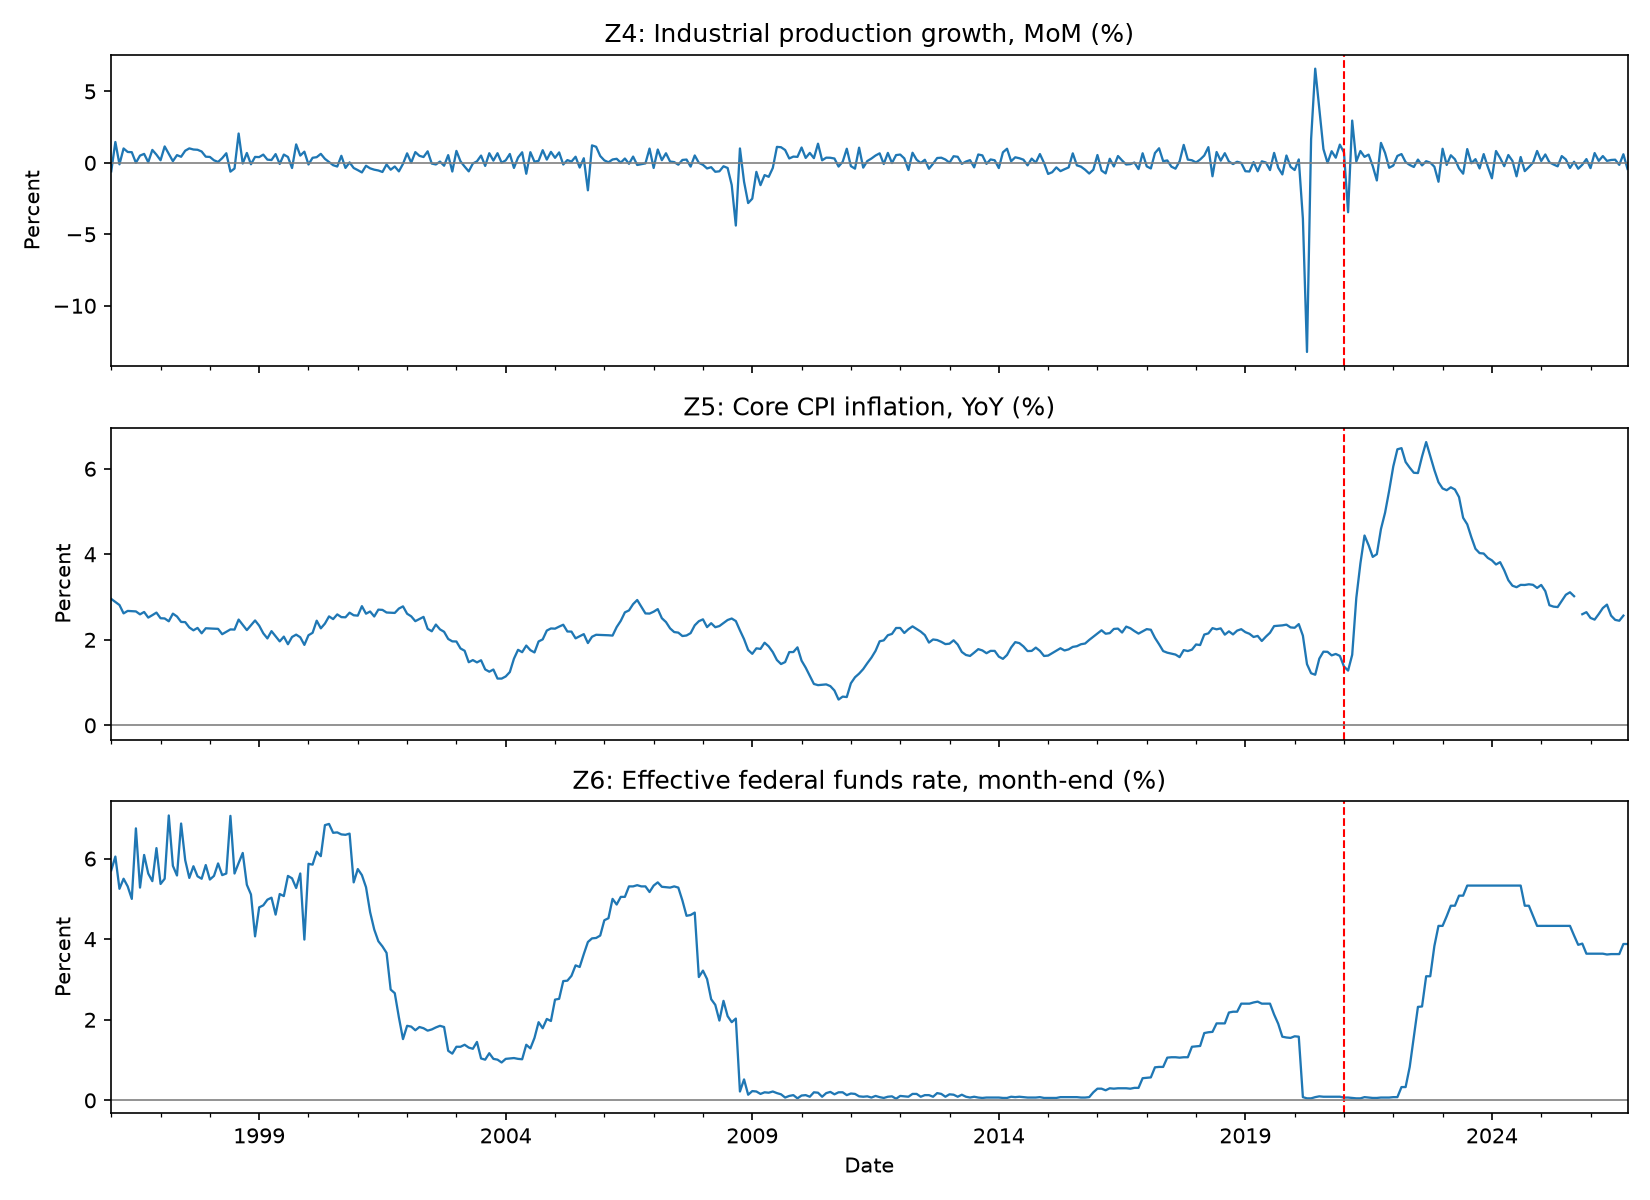 Z4: Industrial production growth, MoM (%)
Percent
5
0
−5
−10
Z5: Core CPI inflation, YoY (%)
Percent
6
4
2
0
Z6: Effective federal funds rate, month-end (%)
Percent
6
4
2
0
1999 2004 2009 2014 2019 2024
Date